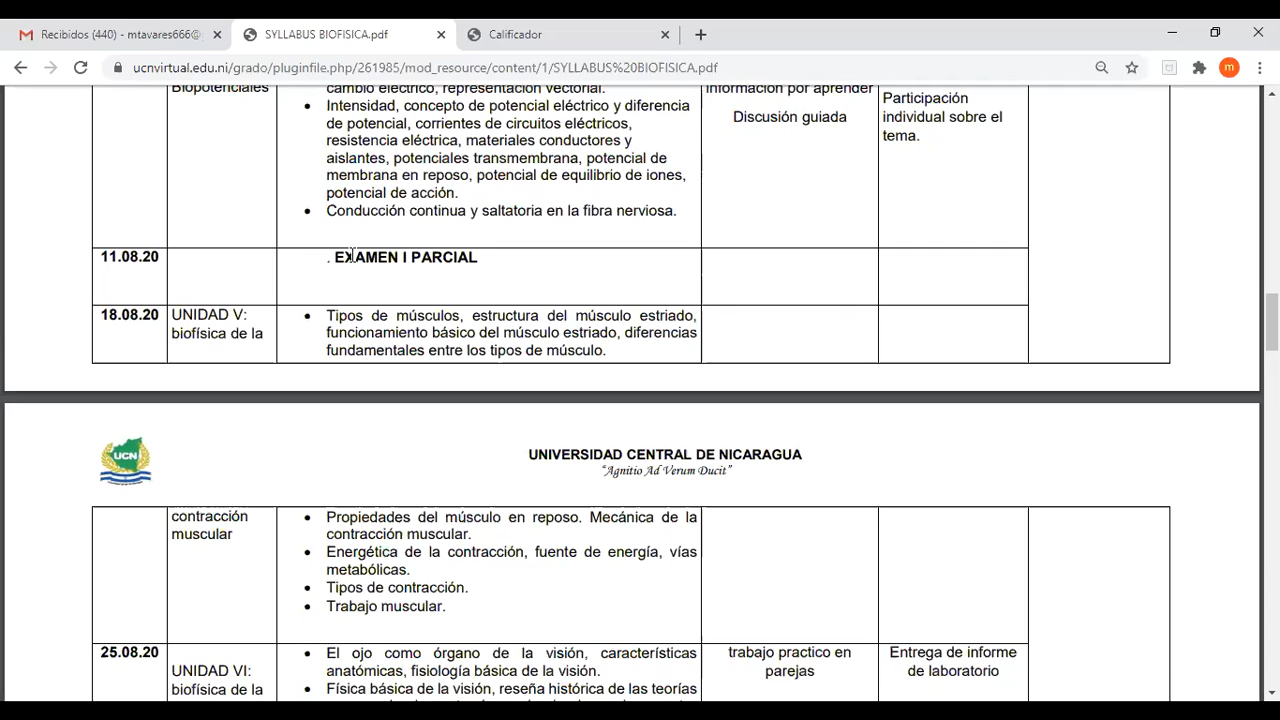 Recibidos (440) - mtavares666@
SYLLABUS BIOFISICA.pdf
Calificador
ucnvirtual.edu.ni/grado/pluginfile.php/261985/mod_resource/content/1/SYLLABUS%20BIOFISICA.pdf
m
Biopotenciales
cambio eléctrico, representación vectorial.
• Intensidad, concepto de potencial eléctrico y diferencia
de potencial, corrientes de circuitos eléctricos,
resistencia eléctrica, materiales conductores y
aislantes, potenciales transmembrana, potencial de
membrana en reposo, potencial de equilibrio de iones,
potencial de acción.
• Conducción continua y saltatoria en la fibra nerviosa.
información por aprender
Discusión guiada
Participación
individual sobre el
tema.
11.08.20
. EXAMEN I PARCIAL
18.08.20
UNIDAD V:
biofísica de la
• Tipos de músculos, estructura del músculo estriado,
funcionamiento básico del músculo estriado, diferencias
fundamentales entre los tipos de músculo.
UCN
UNIVERSIDAD CENTRAL DE NICARAGUA
“Agnitio Ad Verum Ducit”
contracción
muscular
• Propiedades del músculo en reposo. Mecánica de la
contracción muscular.
• Energética de la contracción, fuente de energía, vías
metabólicas.
• Tipos de contracción.
• Trabajo muscular.
25.08.20
UNIDAD VI:
biofísica de la
• El ojo como órgano de la visión, características
anatómicas, fisiología básica de la visión.
• Física básica de la visión, reseña histórica de las teorías
trabajo practico en
parejas
Entrega de informe
de laboratorio